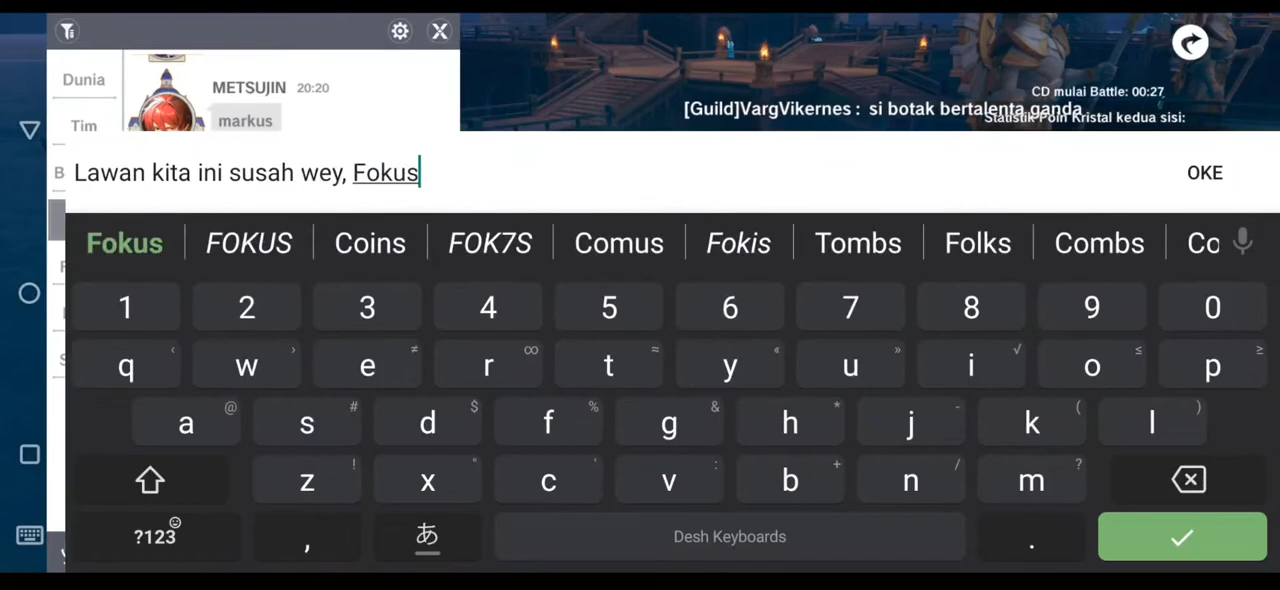 Dunia
METSUJIN 20:20
markus
Tim
CD mulai Battle: 00:27
[Guild]VargVikernes : si botak bertalenta ganda
Statistik Poin Kristal kedua sisi:
B
Lawan kita ini susah wey, Fokus
OKE
Fokus FOKUS Coins FOK7S Comus Fokis Tombs Folks Combs Co
1 2 3 4 5 6 7 8 9 0
q ‹ w › e ≠ r ∞ t ≈ y « u » i √ o ≤ p ≥
a @ s # d $ f % g & h * j - k ( l )
z ! x " c ' v : b + n / m ?
?123 , あ Desh Keyboards .